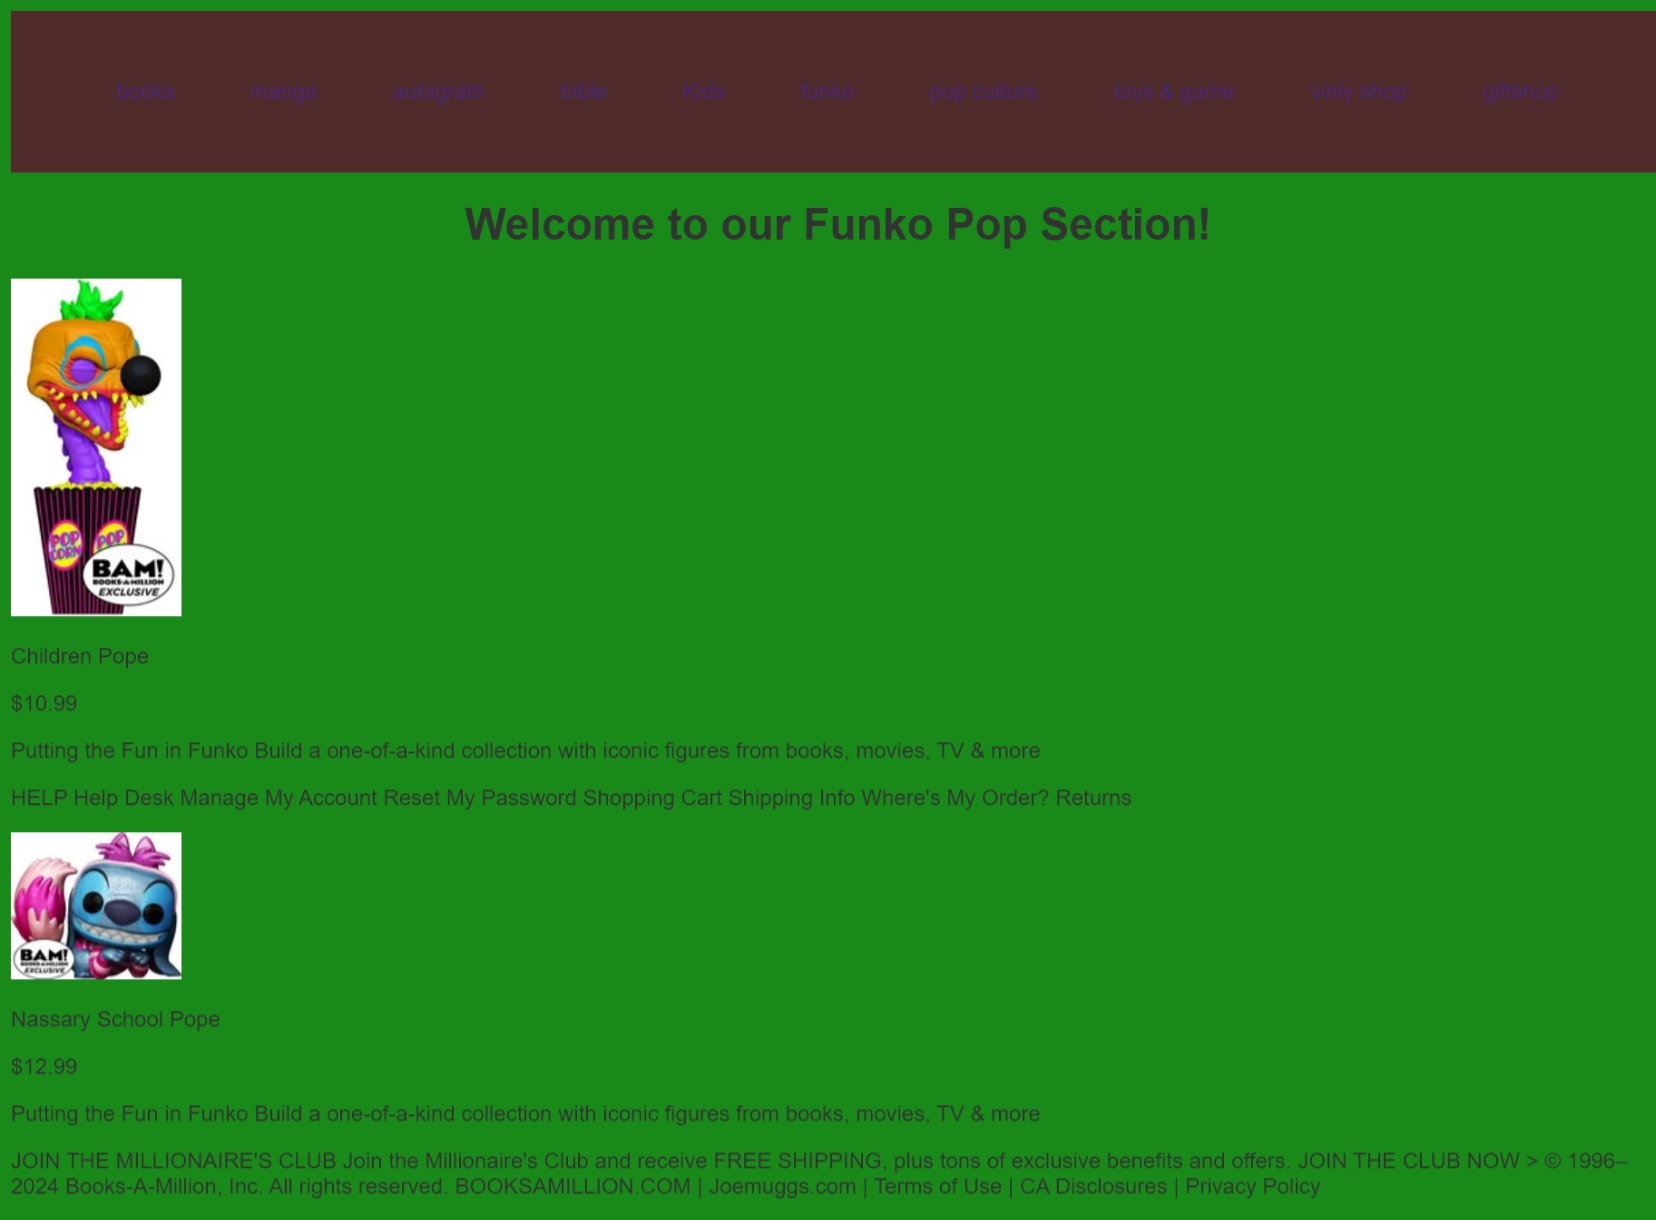 books manga autagrath bible Kids funko pop culture toys & game vinly shop giftshop
Welcome to our Funko Pop Section!
POP CORN
POP
BAM!
BOOKS-A-MILLION
EXCLUSIVE
Children Pope
$10.99
Putting the Fun in Funko Build a one-of-a-kind collection with iconic figures from books, movies, TV & more
HELP Help Desk Manage My Account Reset My Password Shopping Cart Shipping Info Where's My Order? Returns
BAM!
BOOKS-A-MILLION
EXCLUSIVE
Nassary School Pope
$12.99
Putting the Fun in Funko Build a one-of-a-kind collection with iconic figures from books, movies, TV & more
JOIN THE MILLIONAIRE'S CLUB Join the Millionaire's Club and receive FREE SHIPPING, plus tons of exclusive benefits and offers. JOIN THE CLUB NOW > © 1996–
2024 Books-A-Million, Inc. All rights reserved. BOOKSAMILLION.COM | Joemuggs.com | Terms of Use | CA Disclosures | Privacy Policy